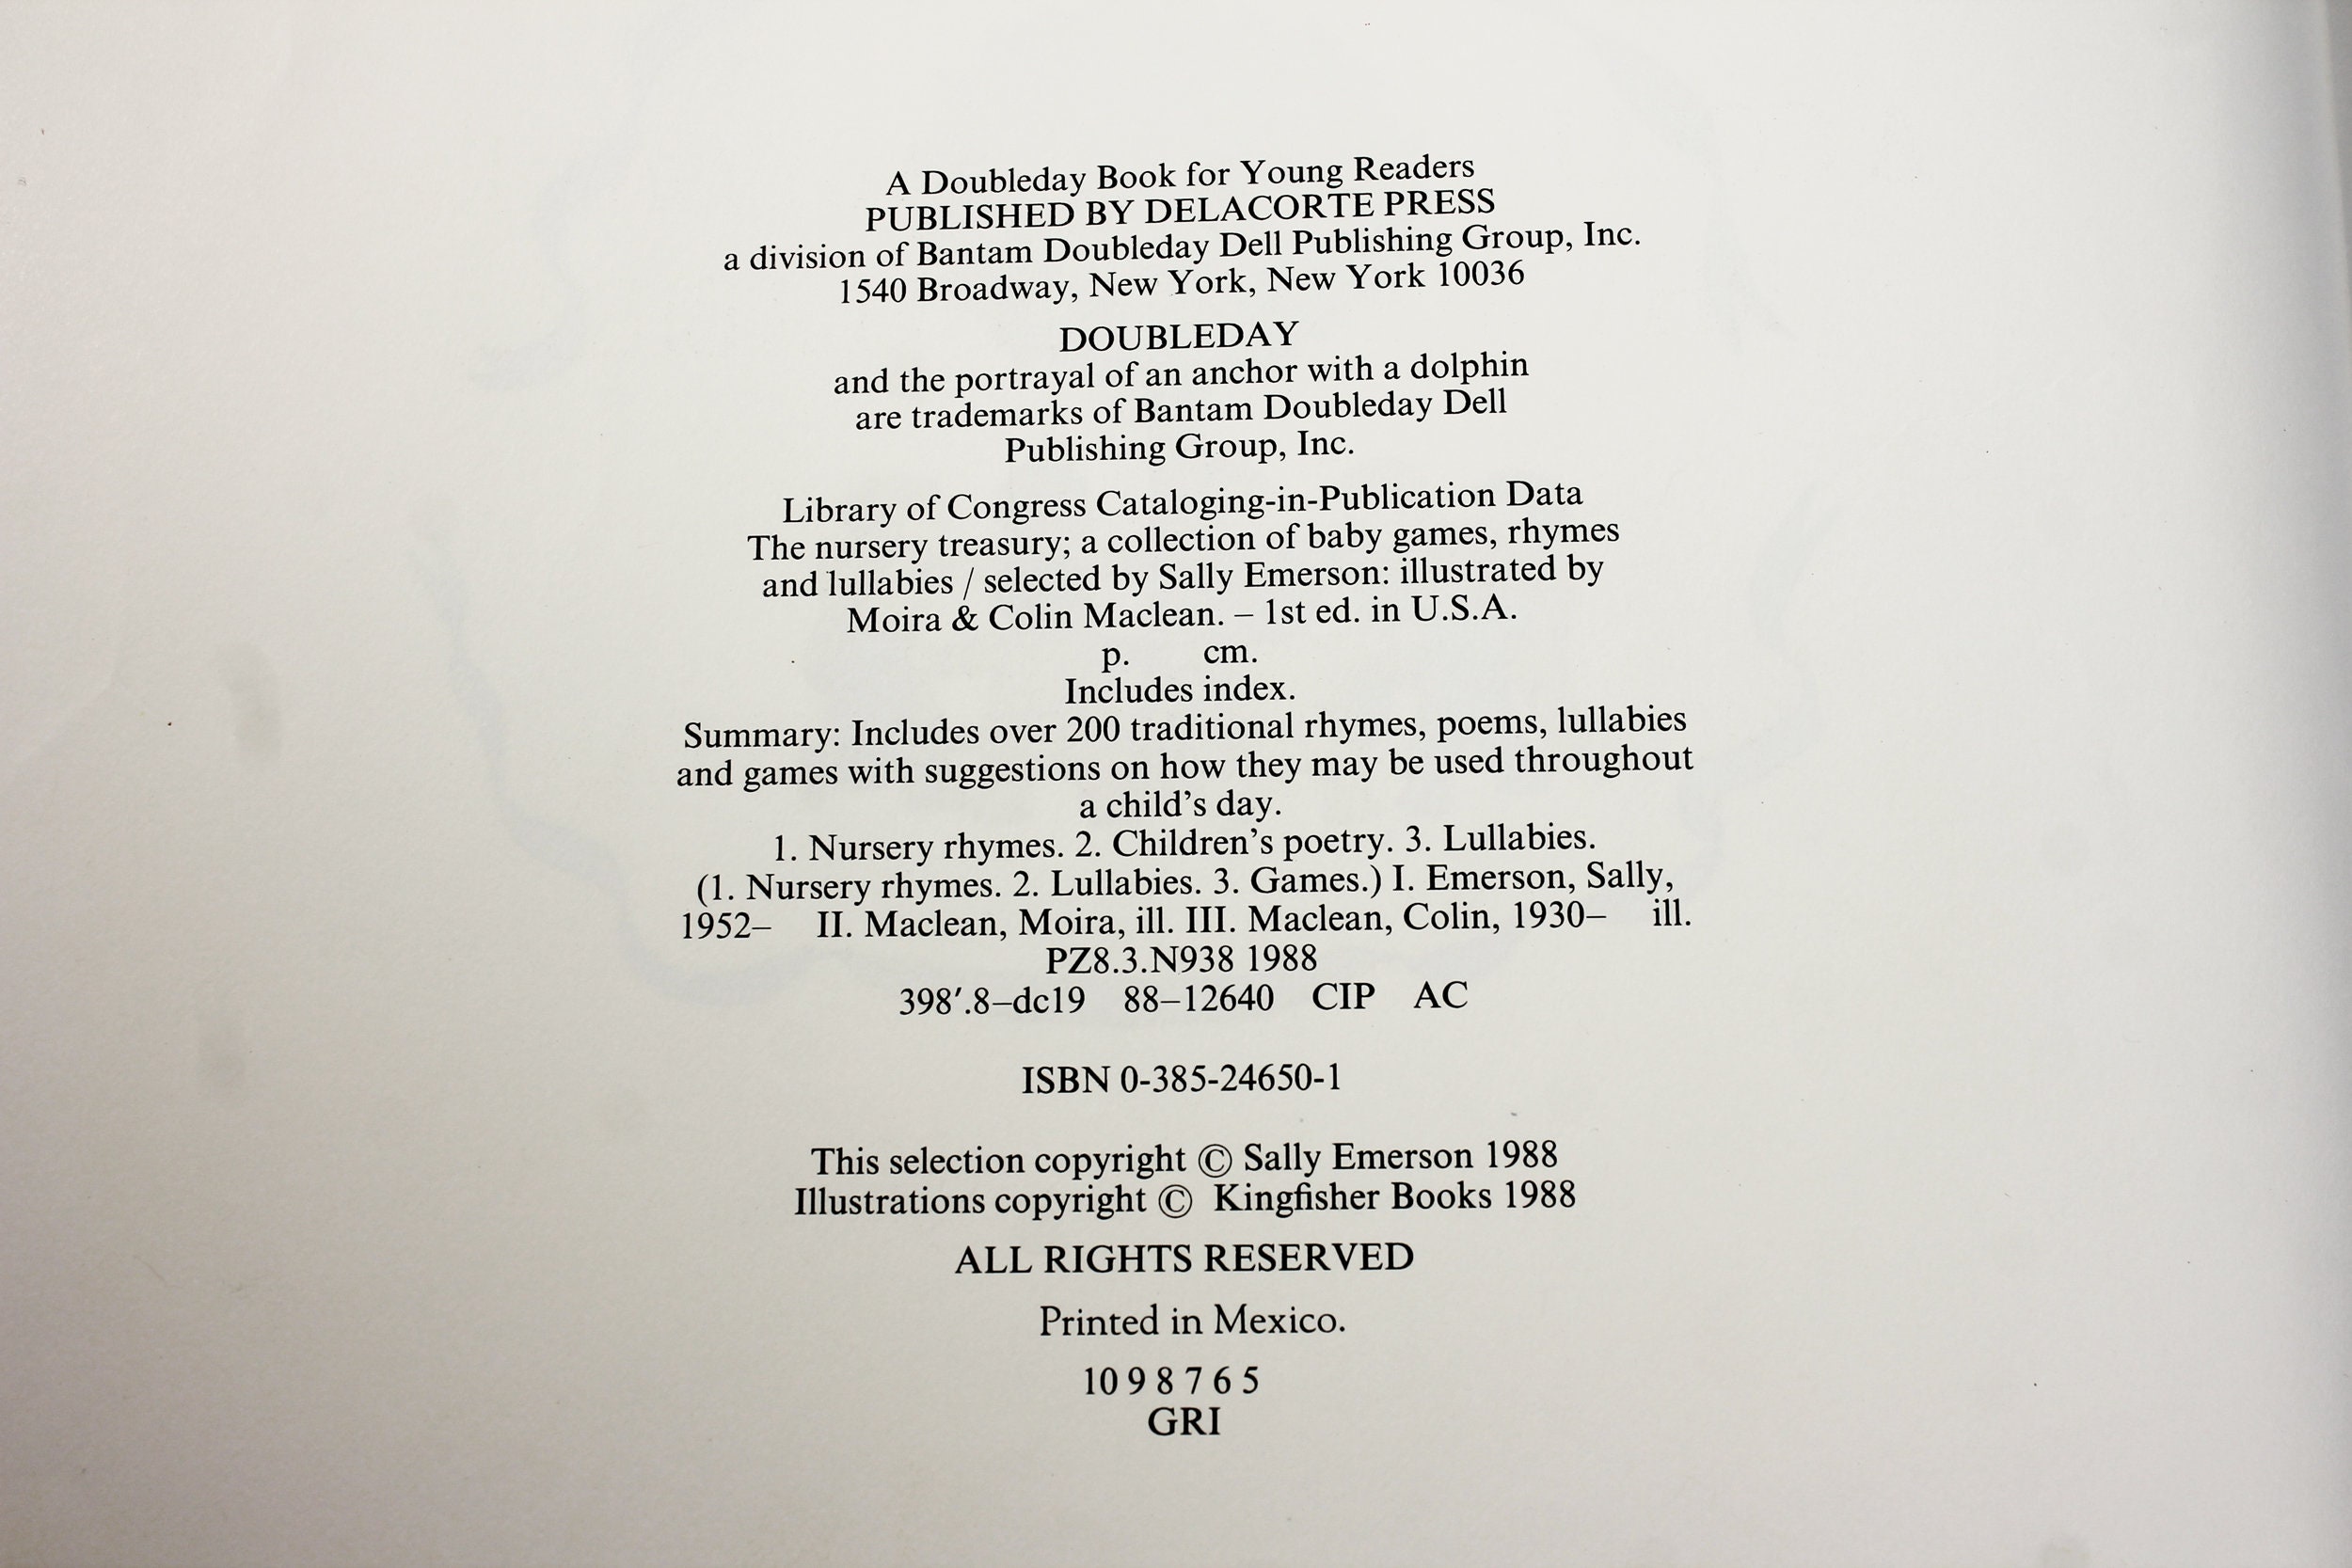 A Doubleday Book for Young Readers
PUBLISHED BY DELACORTE PRESS
a division of Bantam Doubleday Dell Publishing Group, Inc.
1540 Broadway, New York, New York 10036
DOUBLEDAY
and the portrayal of an anchor with a dolphin
are trademarks of Bantam Doubleday Dell
Publishing Group, Inc.
Library of Congress Cataloging-in-Publication Data
The nursery treasury; a collection of baby games, rhymes
and lullabies / selected by Sally Emerson: illustrated by
Moira & Colin Maclean. – 1st ed. in U.S.A.
p. cm.
Includes index.
Summary: Includes over 200 traditional rhymes, poems, lullabies
and games with suggestions on how they may be used throughout
a child’s day.
1. Nursery rhymes. 2. Children’s poetry. 3. Lullabies.
(1. Nursery rhymes. 2. Lullabies. 3. Games.) I. Emerson, Sally,
1952– II. Maclean, Moira, ill. III. Maclean, Colin, 1930– ill.
PZ8.3.N938 1988
398′.8–dc19 88–12640 CIP AC
ISBN 0-385-24650-1
This selection copyright © Sally Emerson 1988
Illustrations copyright © Kingfisher Books 1988
ALL RIGHTS RESERVED
Printed in Mexico.
10 9 8 7 6 5
GRI